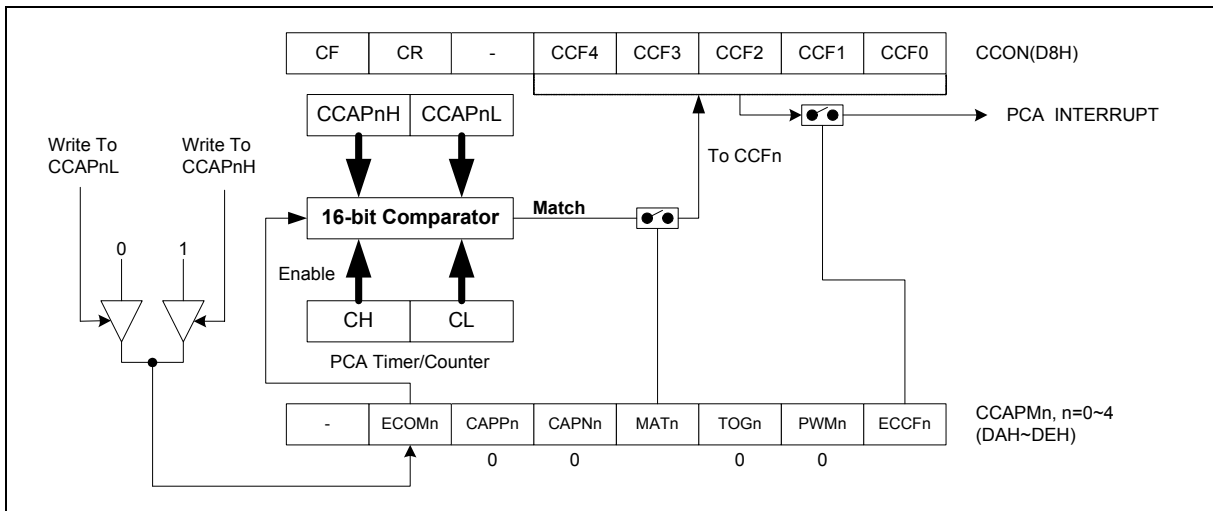 CF CR - CCF4 CCF3 CCF2 CCF1 CCF0 CCON(D8H)
CCAPnH CCAPnL
PCA INTERRUPT
Write To
CCAPnL
Write To
CCAPnH
To CCFn
16-bit Comparator
Match
0 1
Enable
CH CL
PCA Timer/Counter
- ECOMn CAPPn CAPNn MATn TOGn PWMn ECCFn
CCAPMn, n=0~4
(DAH~DEH)
0 0 0 0